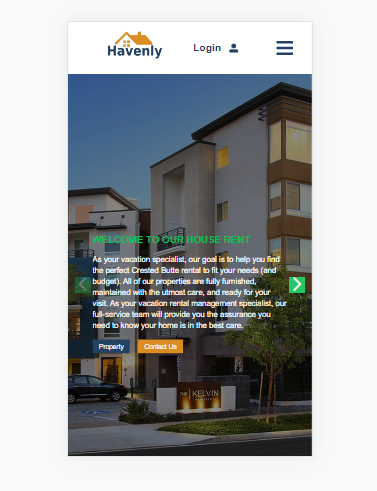 Havenly
Login
WELCOME TO OUR HOUSE RENT
As your vacation specialist, our goal is to help you find
the perfect Crested Butte rental to fit your needs (and
budget). All of our properties are fully furnished,
maintained with the utmost care, and ready for your
visit. As your vacation rental management specialist, our
full-service team will provide you the assurance you
need to know your home is in the best care.
Property
Contact Us
THE KELVIN